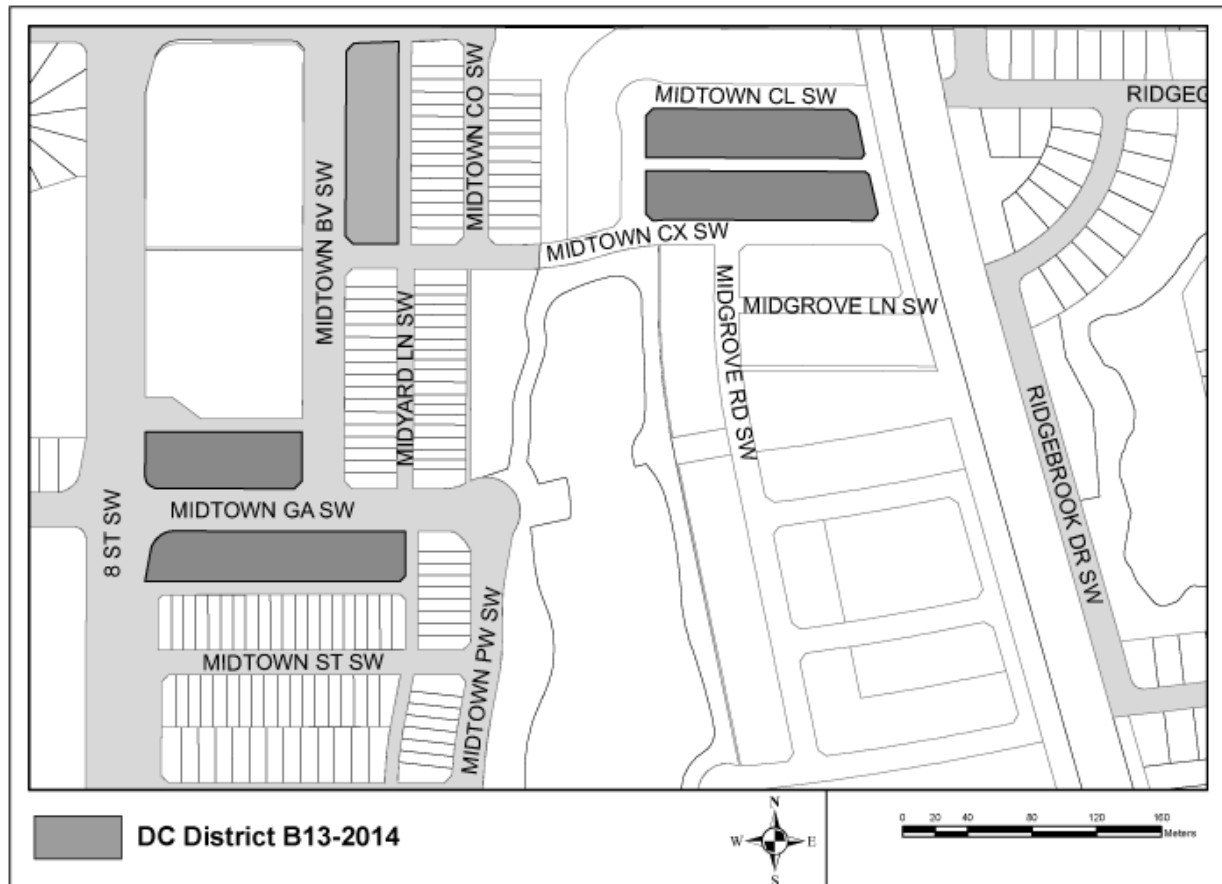 MIDTOWN CL SW
RIDGEG
MIDTOWN CO SW
MIDTOWN BV SW
MIDTOWN CX SW
MIDGROVE LN SW
MIDGROVE RD SW
MIDYARD LN SW
RIDGEBROOK DR SW
MIDTOWN GA SW
8 ST SW
MIDTOWN ST SW
MIDTOWN PW SW
DC District B13-2014
N
W E
S
0 20 40 80 120 160
Meters